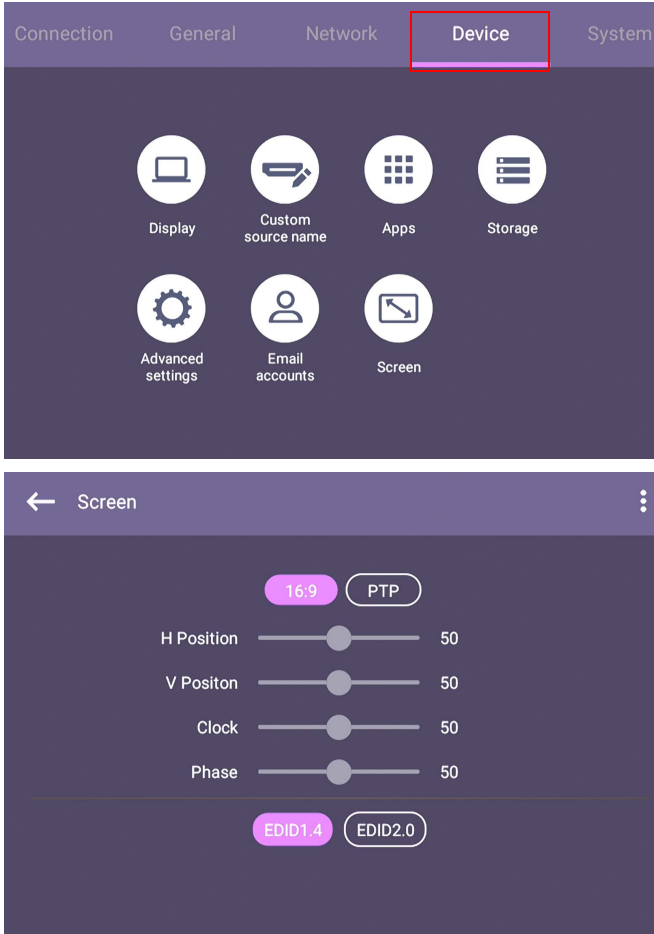 Connection General Network Device System
Display
Custom
source name
Apps
Storage
Advanced
settings
Email
accounts
Screen
Screen
16:9 PTP
H Position 50
V Positon 50
Clock 50
Phase 50
EDID1.4 EDID2.0